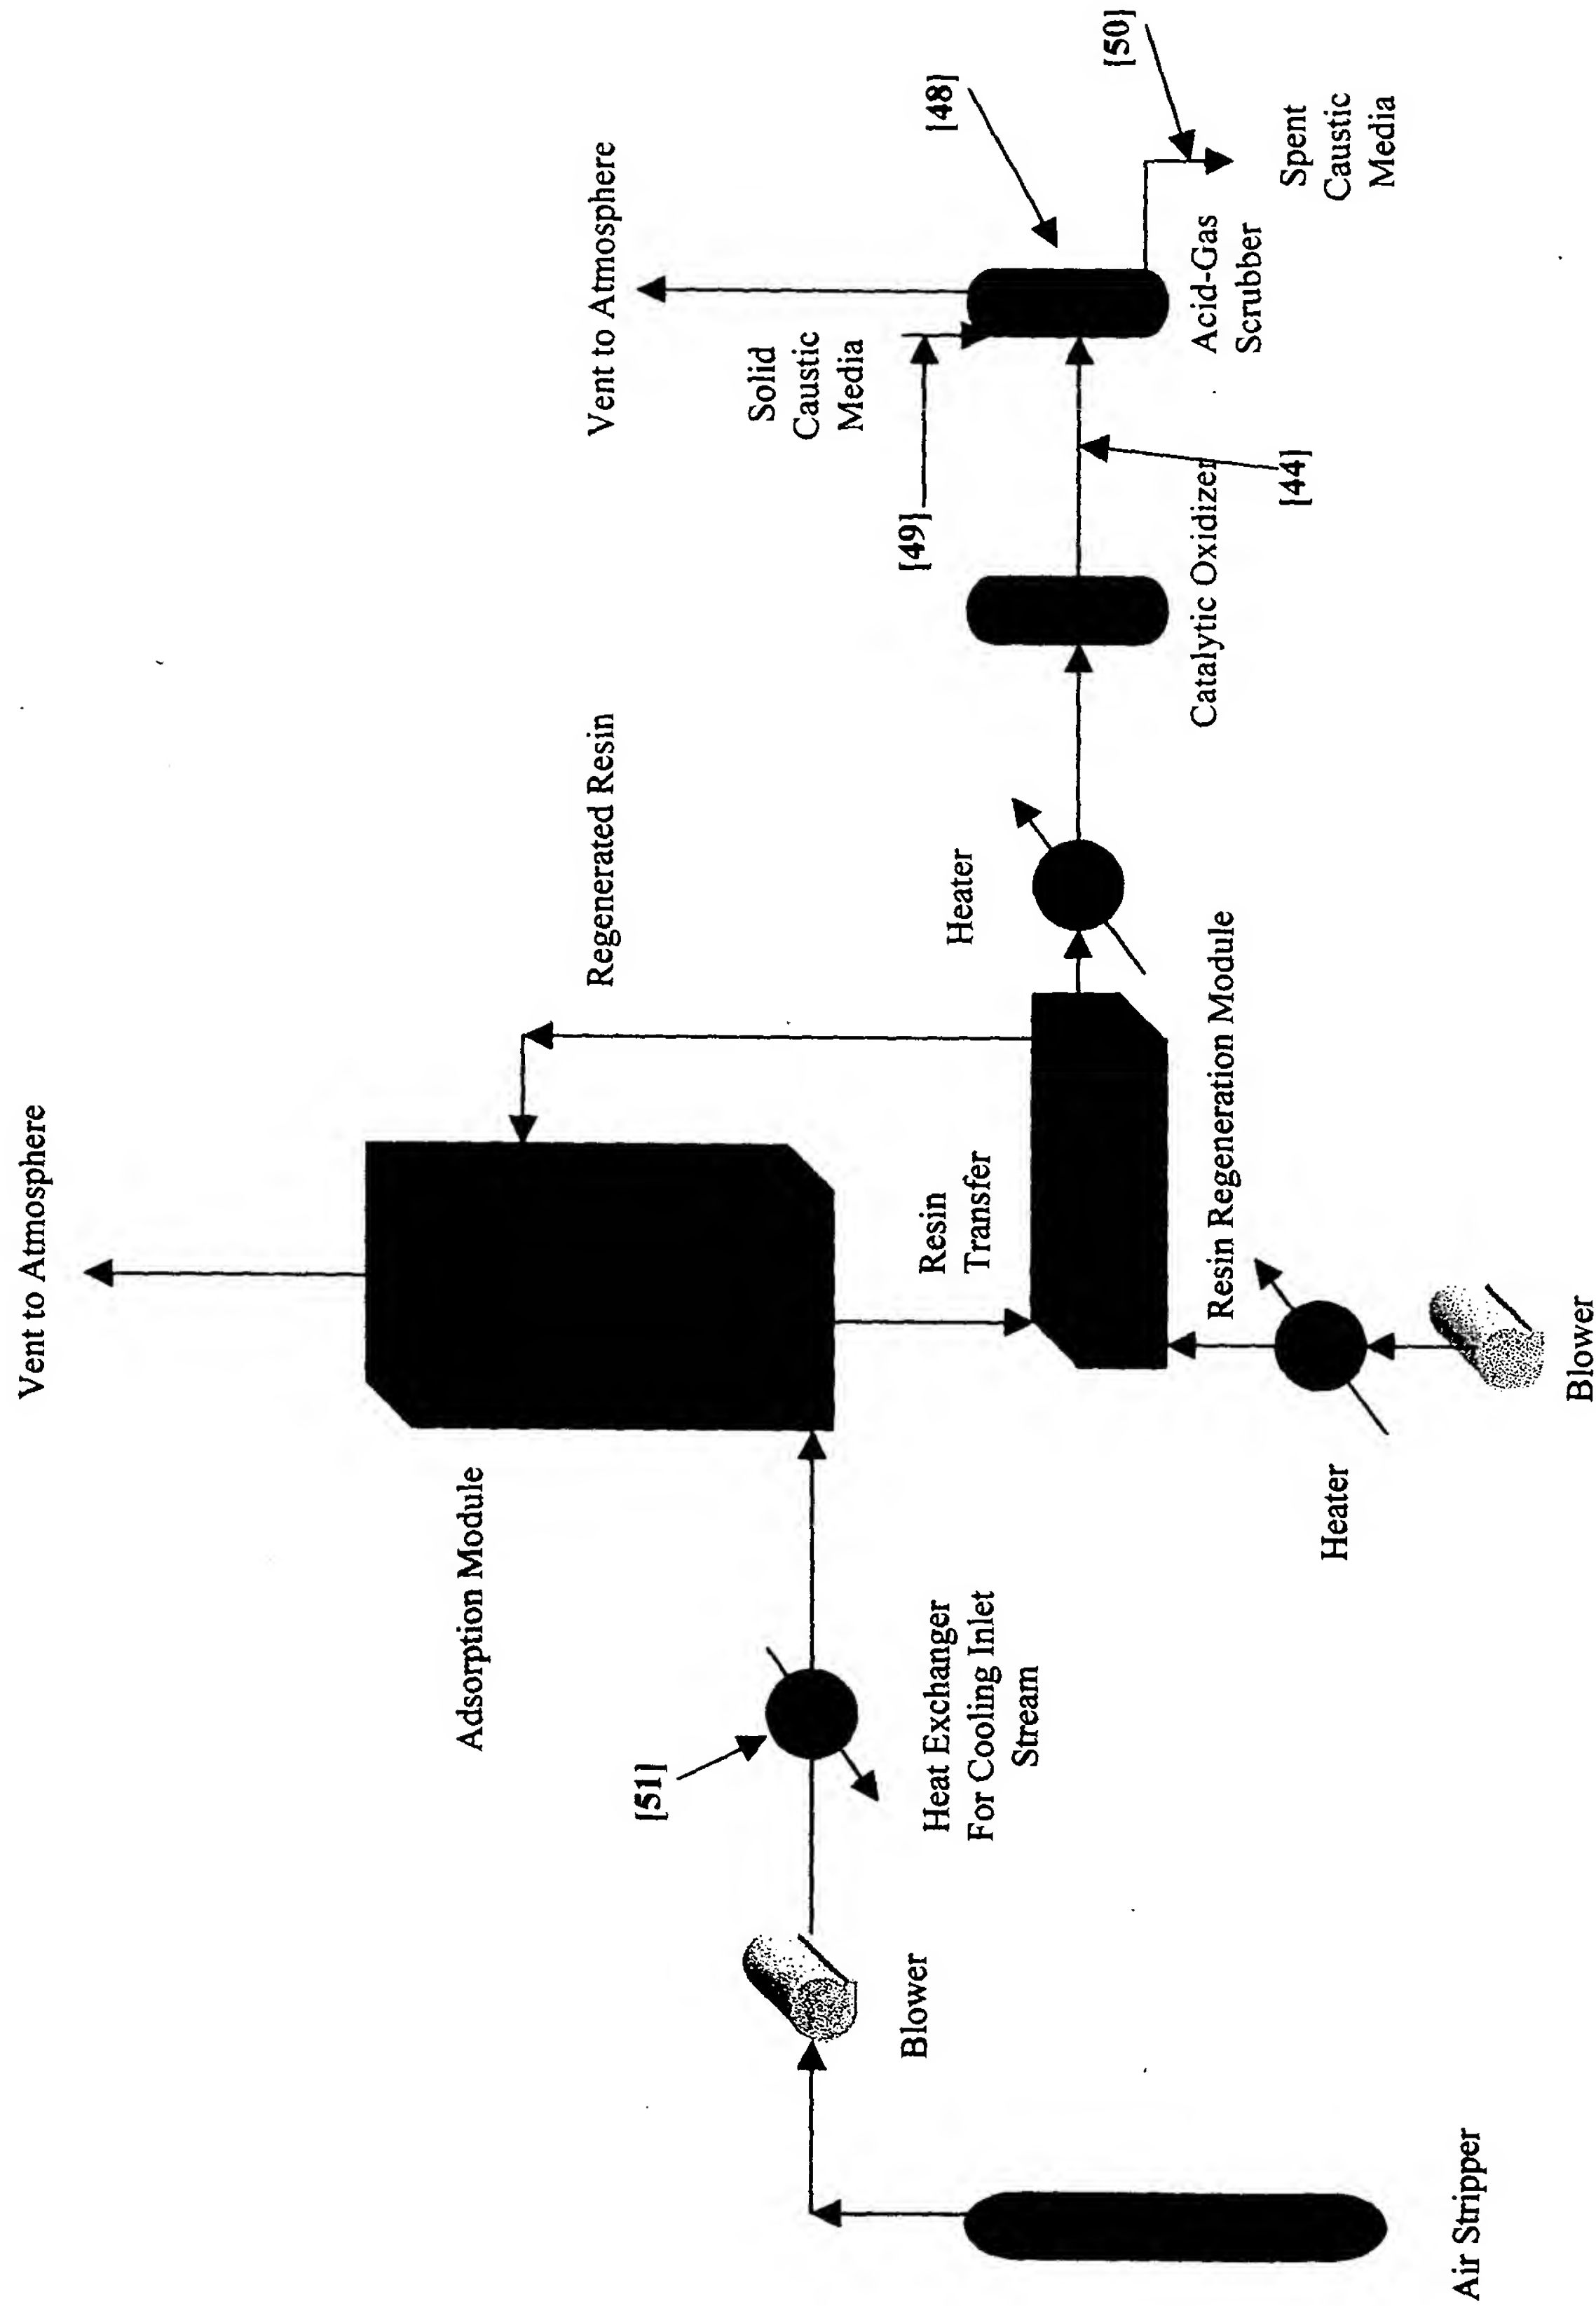 Vent to Atmosphere
Adsorption Module
Regenerated Resin
Vent to Atmosphere
Solid
Caustic
Media
[48]
[50]
[49]
[51]
Resin
Transfer
Heater
Heat Exchanger
For Cooling Inlet
Stream
Blower
Resin Regeneration Module
Catalytic Oxidizer
[44]
Acid-Gas
Scrubber
Spent
Caustic
Media
Heater
Air Stripper
Blower